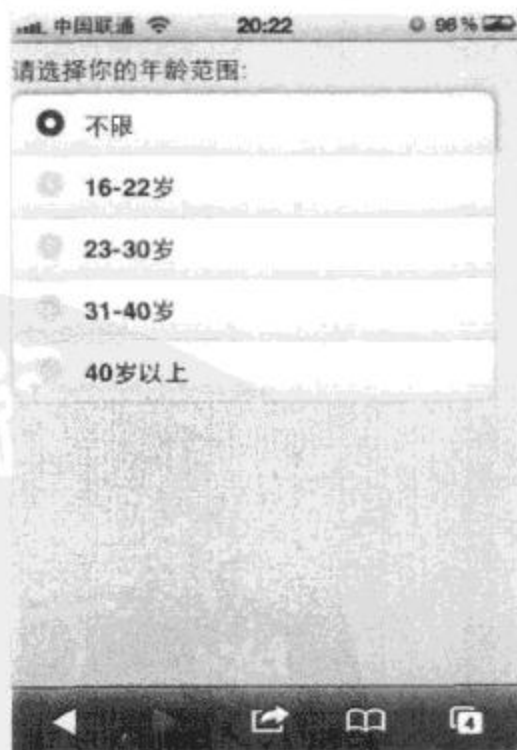 中国联通 20:22 98%
请选择你的年龄范围:
不限
16-22岁
23-30岁
31-40岁
40岁以上
4